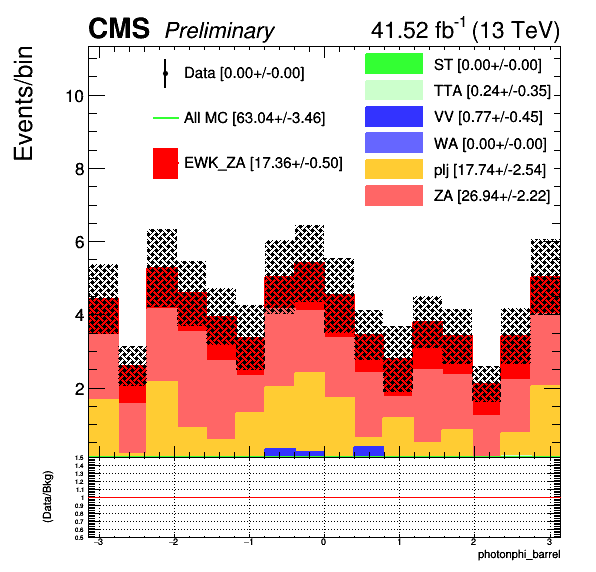 CMS Preliminary 41.52 fb-1 (13 TeV)
Events/bin
Data [0.00+/-0.00]
All MC [63.04+/-3.46]
EWK_ZA [17.36+/-0.50]
ST [0.00+/-0.00]
TTA [0.24+/-0.35]
VV [0.77+/-0.45]
WA [0.00+/-0.00]
plj [17.74+/-2.54]
ZA [26.94+/-2.22]
10
8
6
4
2
(Data/Bkg)
1.5
1.4
1.3
1.2
1.1
1
0.9
0.8
0.7
0.6
0.5
−3 −2 −1 0 1 2 3
photonphi_barrel